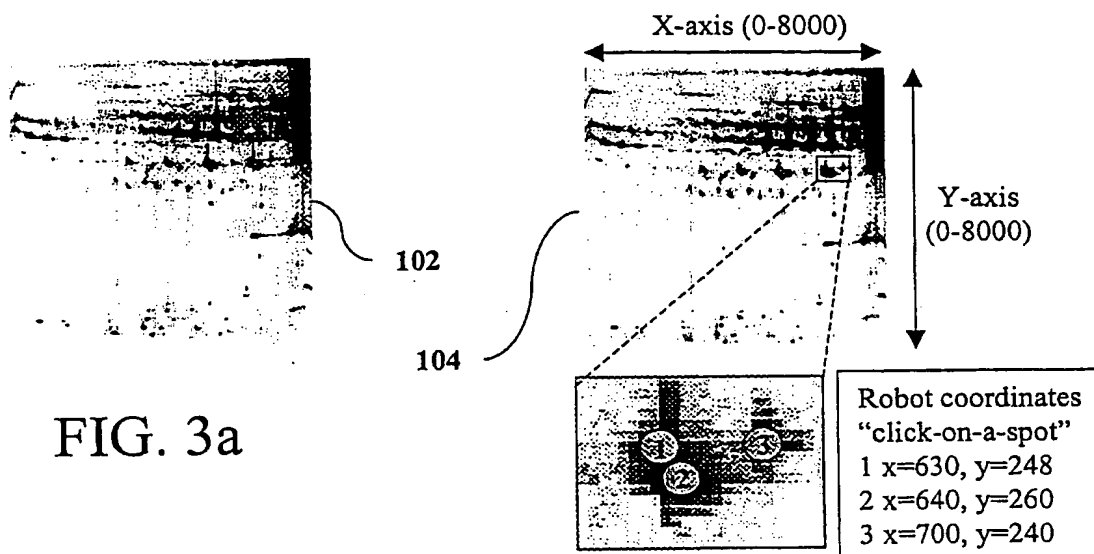 X-axis (0-8000)
Y-axis
(0-8000)
102
104
FIG. 3a
1
2
3
Robot coordinates
“click-on-a-spot”
1 x=630, y=248
2 x=640, y=260
3 x=700, y=240